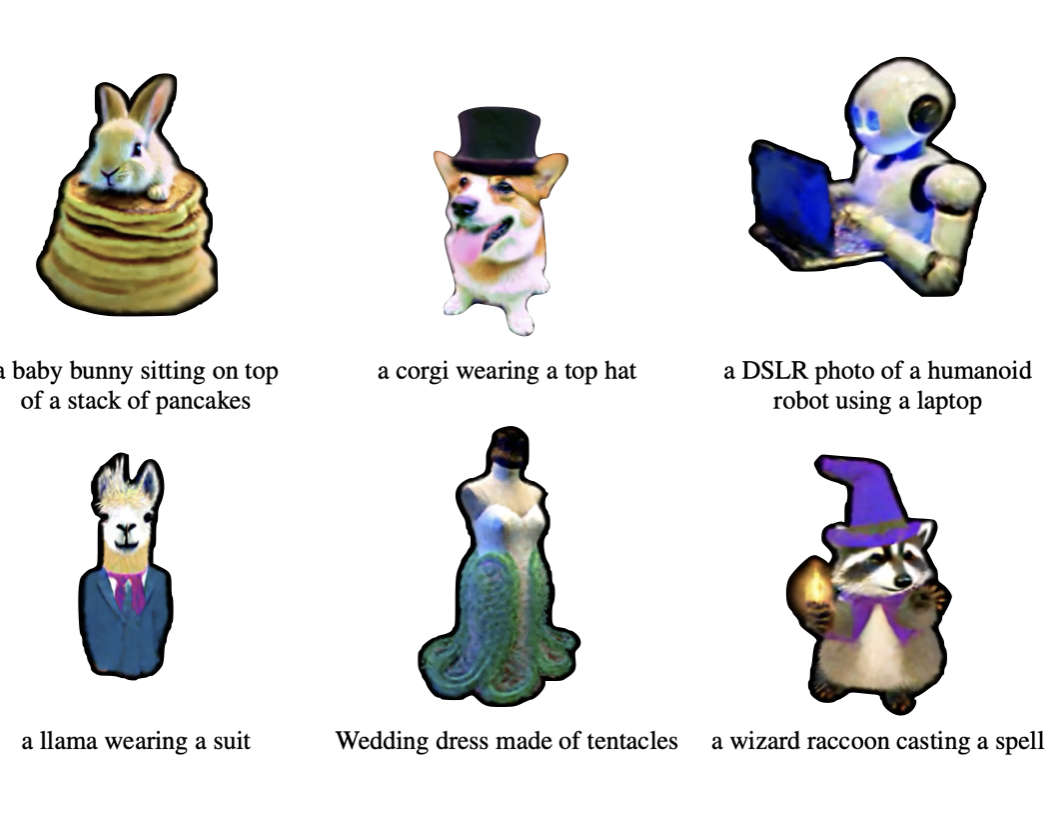 a baby bunny sitting on top
of a stack of pancakes
a corgi wearing a top hat
a DSLR photo of a humanoid
robot using a laptop
a llama wearing a suit
Wedding dress made of tentacles
a wizard raccoon casting a spell